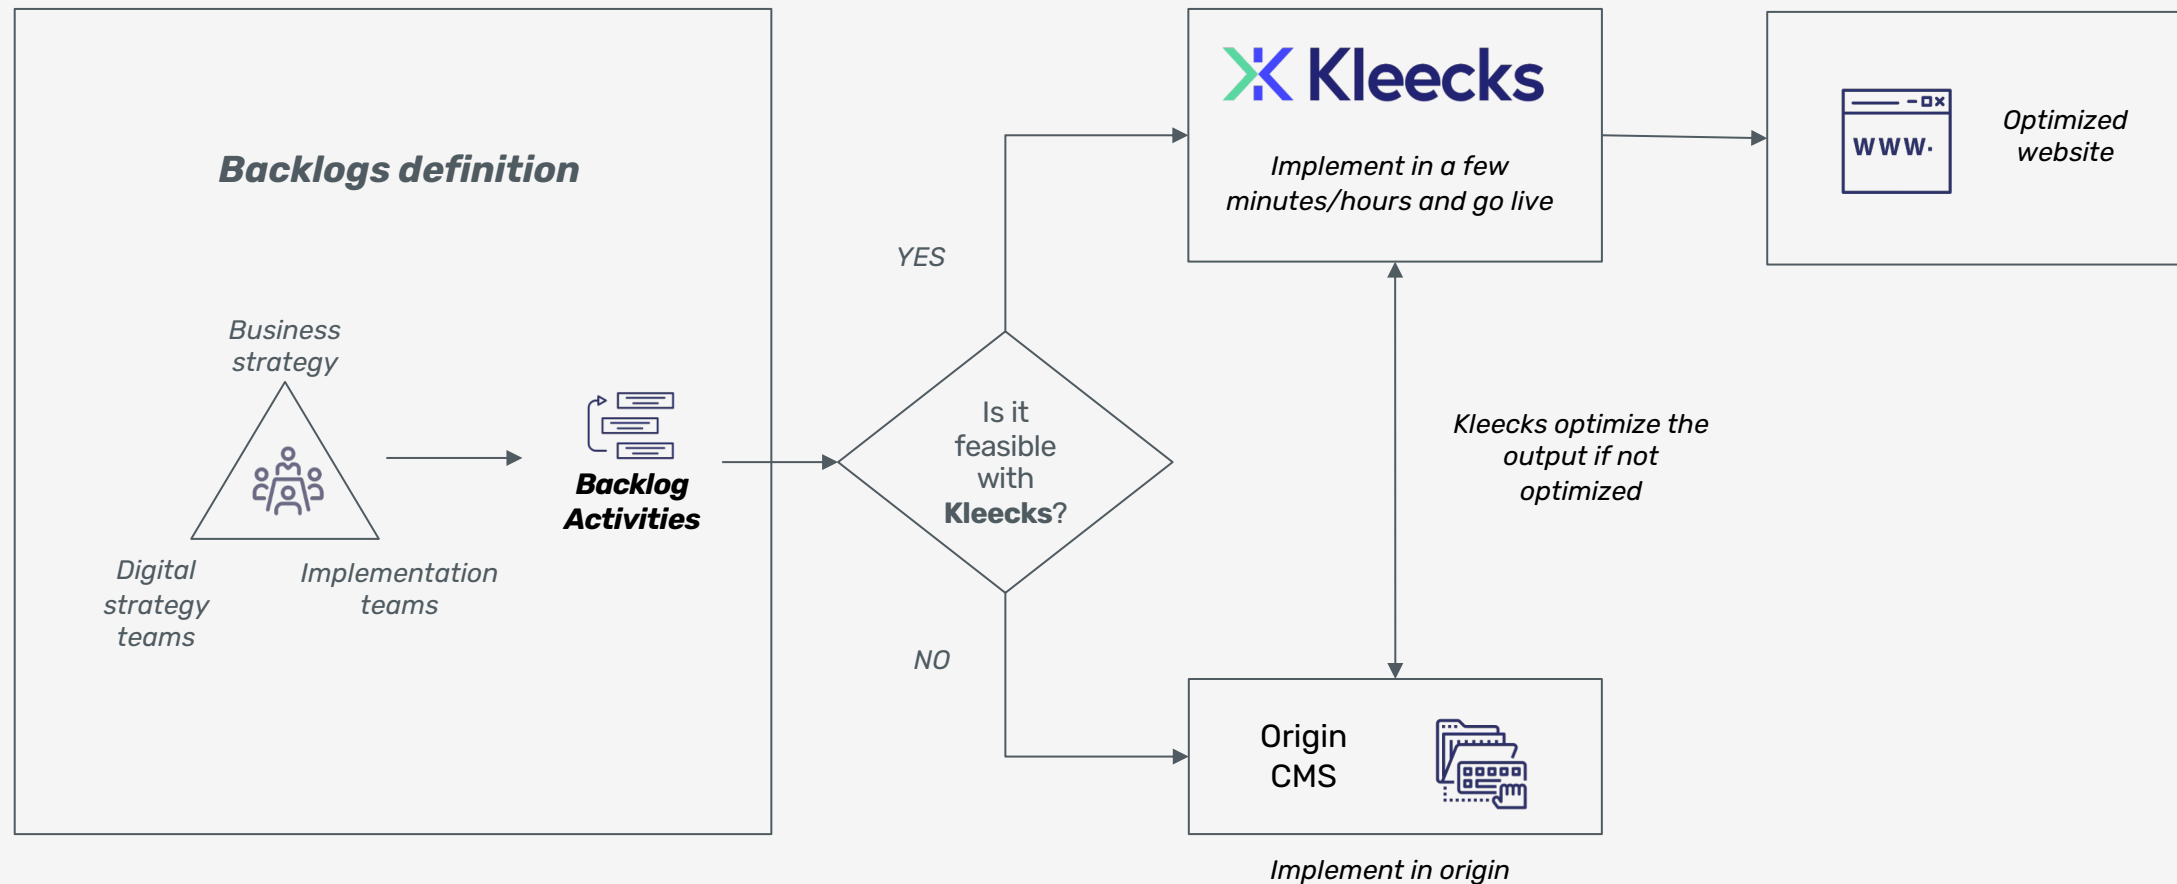 Backlogs definition
Business
strategy
Digital
strategy
teams
Implementation
teams
Backlog
Activities
YES
Is it
feasible
with
Kleecks?
NO
Kleecks
Implement in a few
minutes/hours and go live
www.
Optimized
website
Kleecks optimize the
output if not
optimized
Origin
CMS
Implement in origin